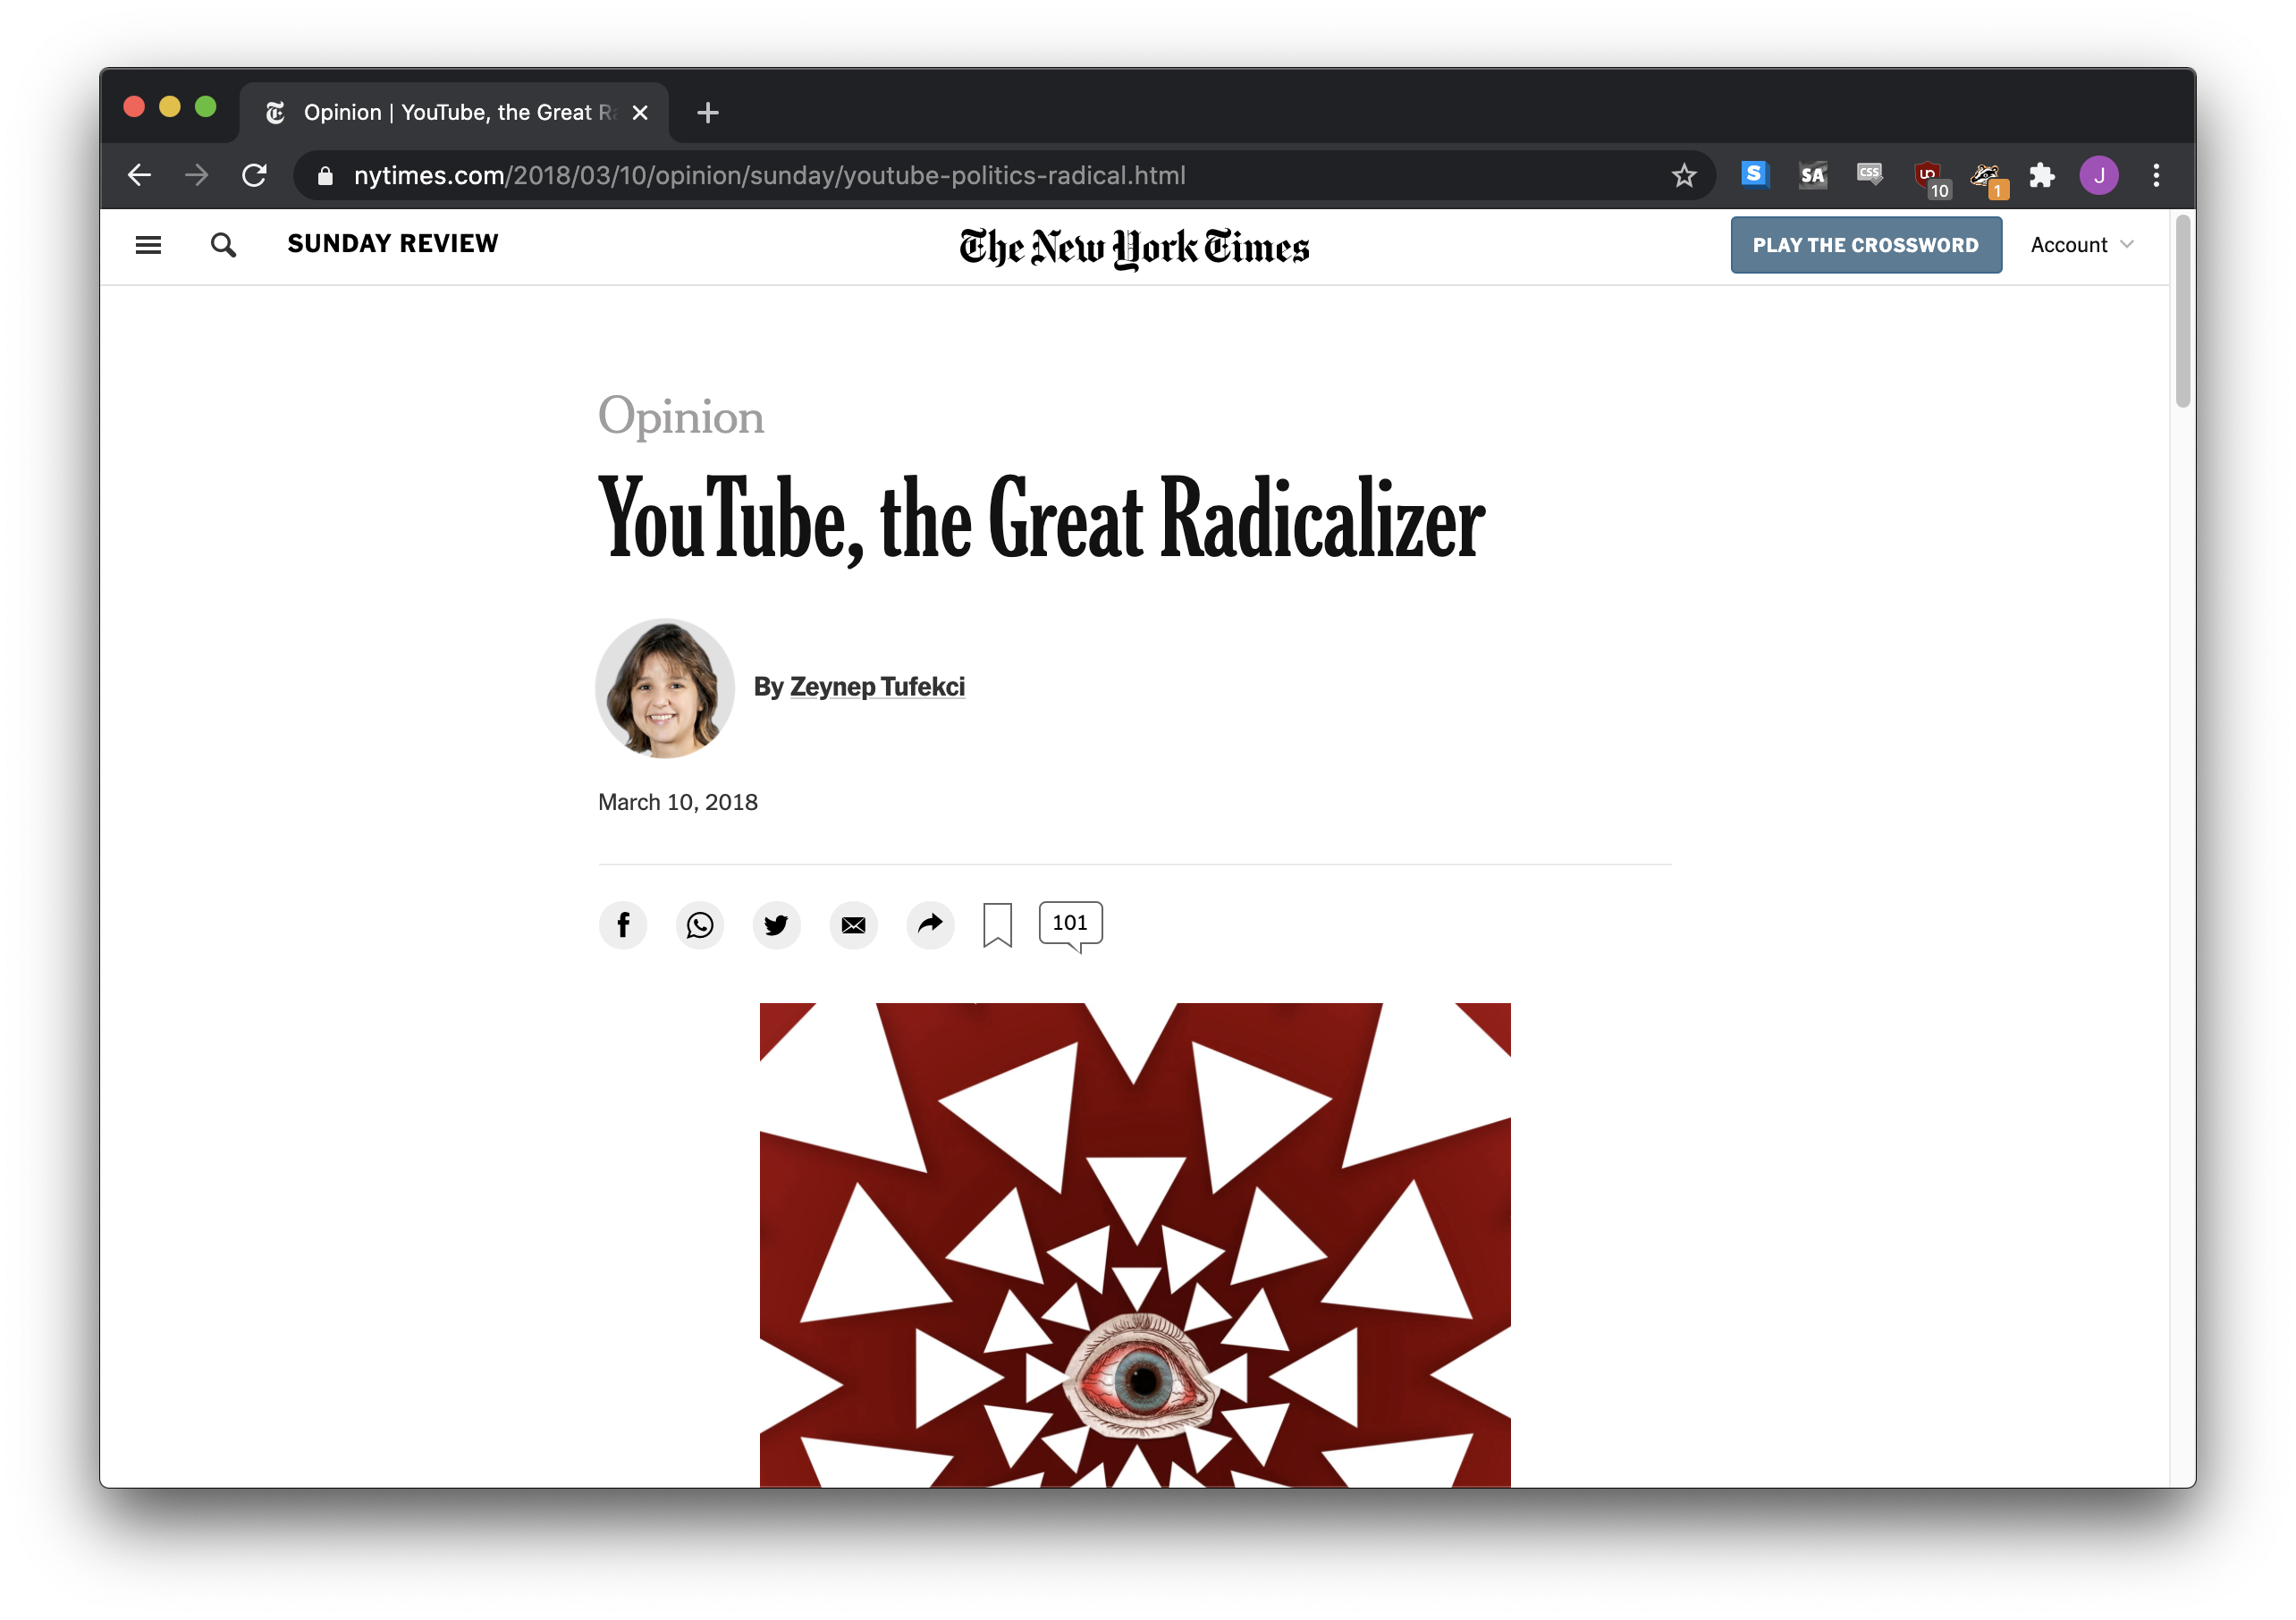 Opinion | YouTube, the Great Ra
nytimes.com/2018/03/10/opinion/sunday/youtube-politics-radical.html
S SA CSS 10 1 J
SUNDAY REVIEW The New York Times PLAY THE CROSSWORD Account
Opinion
YouTube, the Great Radicalizer
By Zeynep Tufekci
March 10, 2018
101